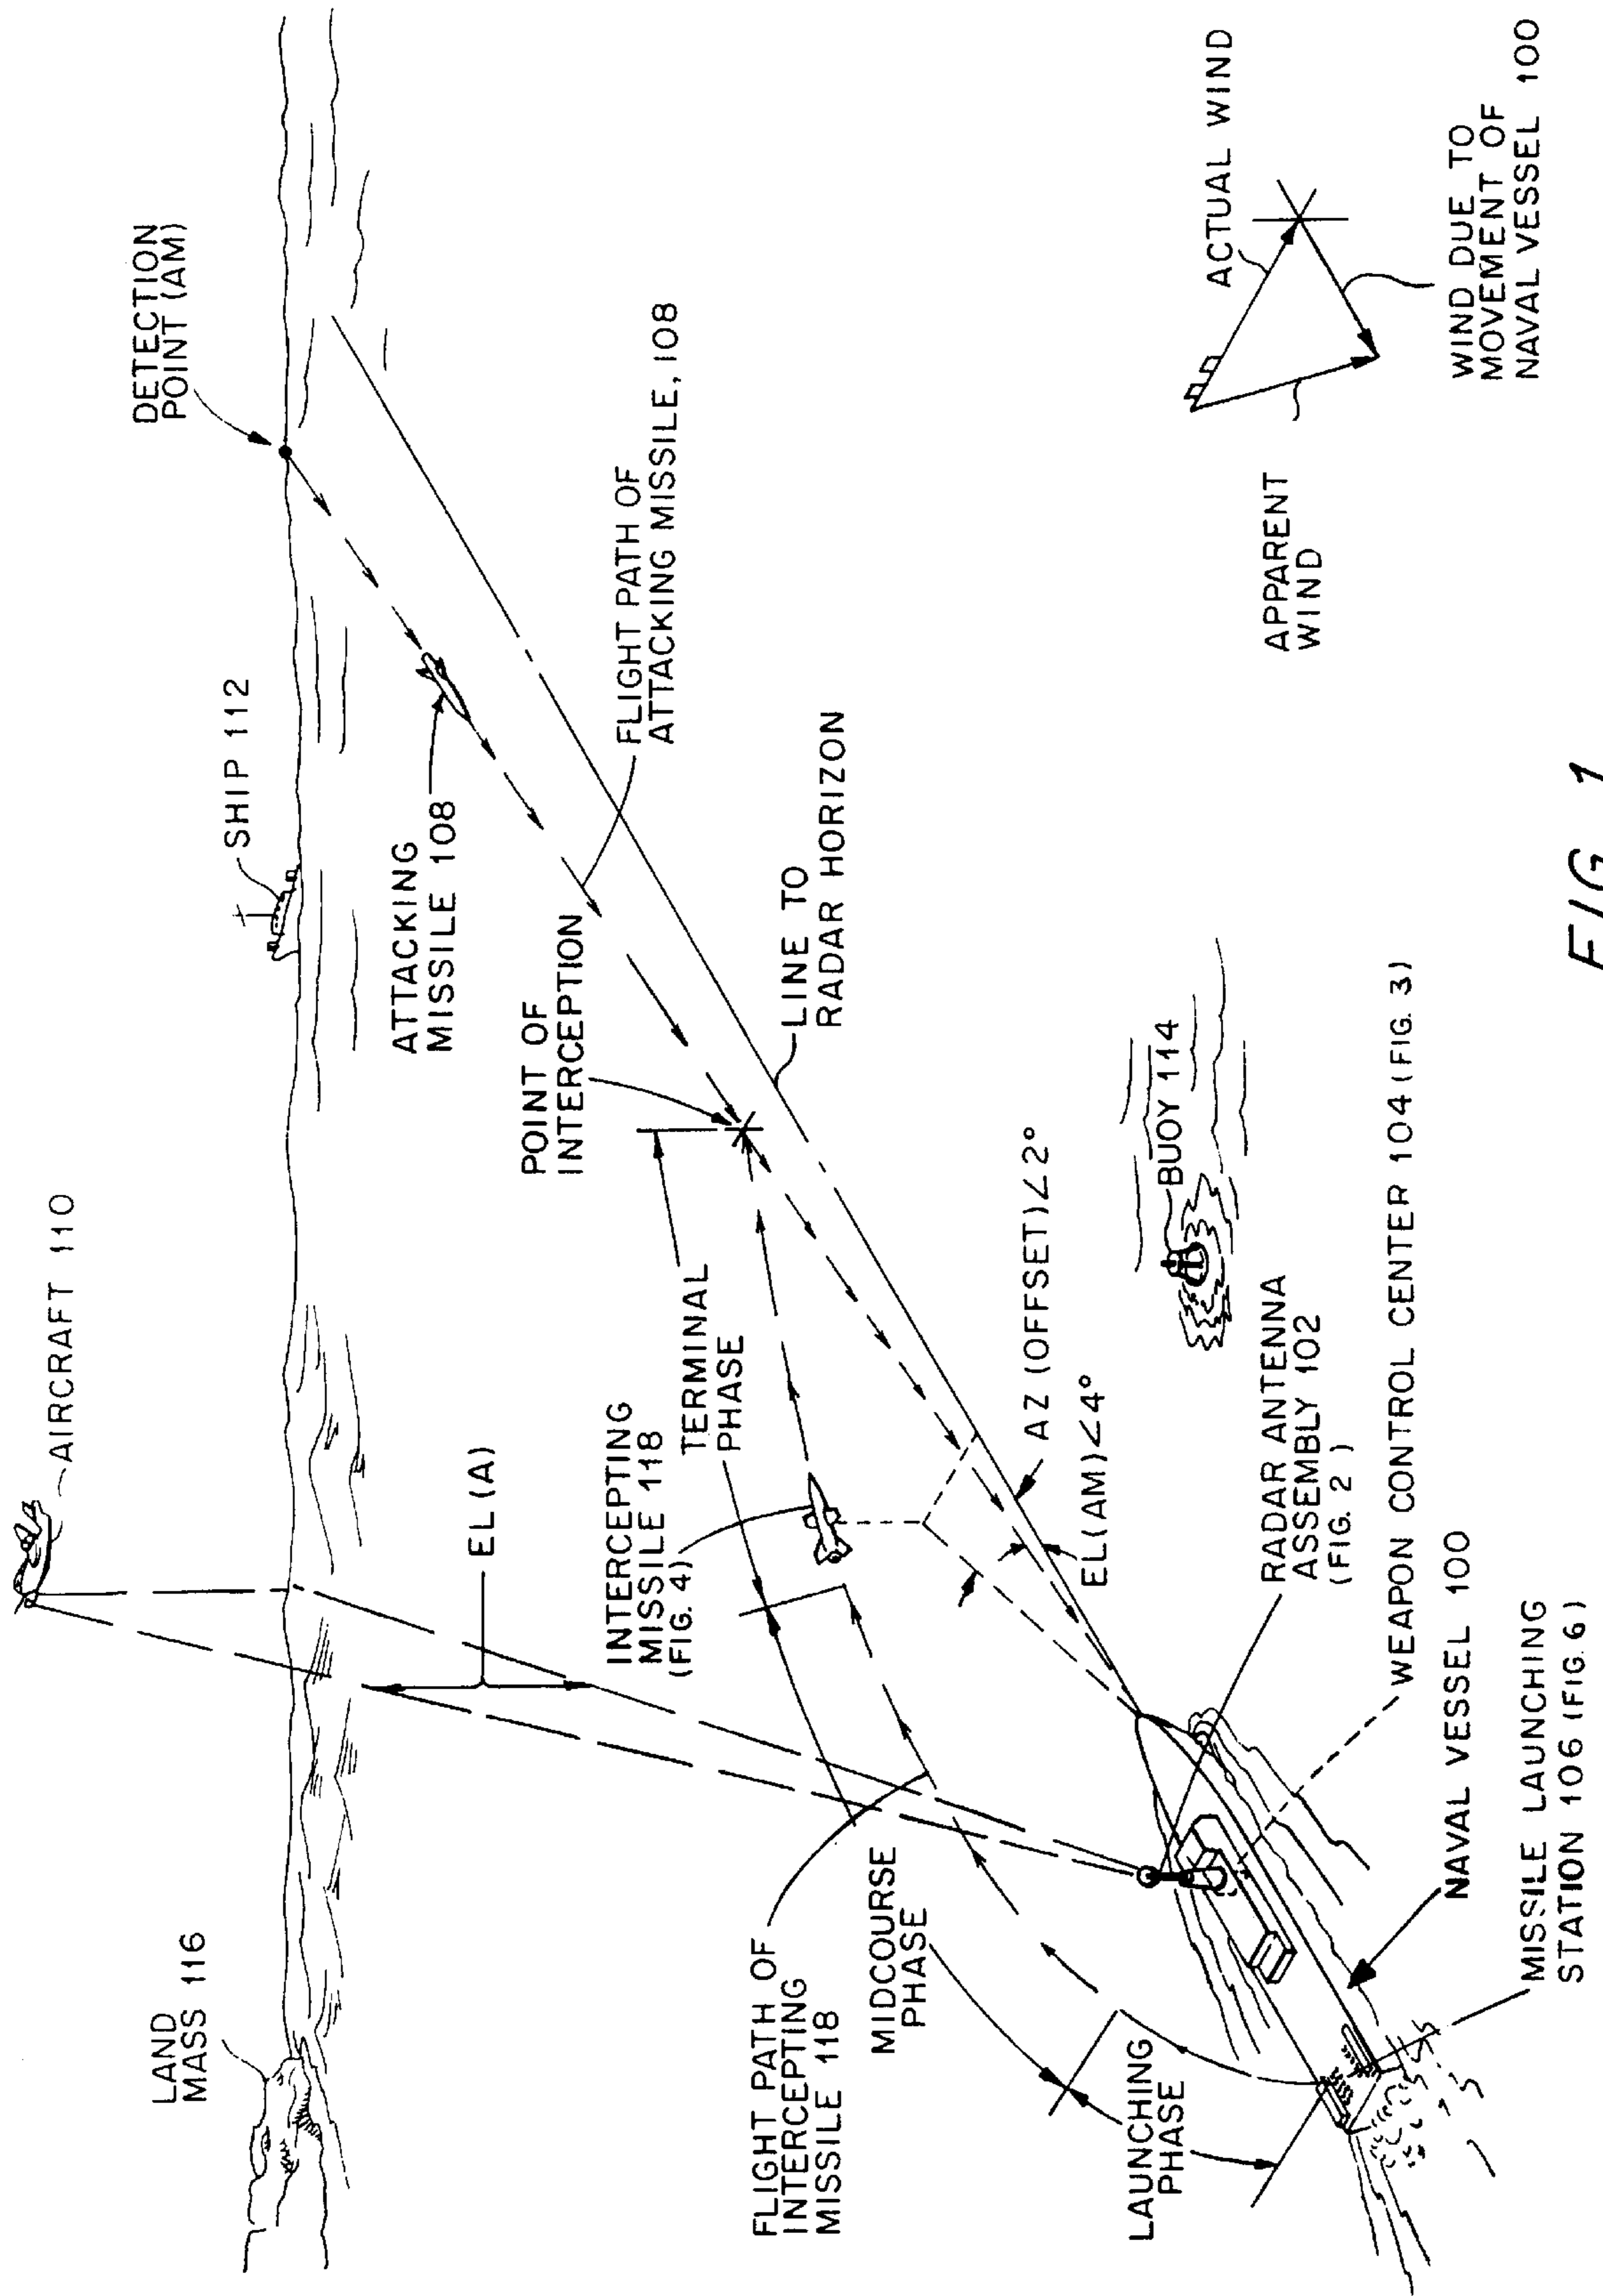 LAND
MASS 116
AIRCRAFT 110
SHIP 112
DETECTION
POINT (AM)
EL (A)
ATTACKING
MISSILE 108
FLIGHT PATH OF
ATTACKING MISSILE, 108
POINT OF
INTERCEPTION
INTERCEPTING
MISSILE 118
(FIG. 4)
TERMINAL
PHASE
LINE TO
RADAR HORIZON
FLIGHT PATH OF
INTERCEPTING
MISSILE 118
MIDCOURSE
PHASE
LAUNCHING
PHASE
AZ (OFFSET)∠2°
EL(AM)∠4°
BUOY 114
RADAR ANTENNA
ASSEMBLY 102
(FIG. 2 )
WEAPON CONTROL CENTER 104 (FIG. 3)
NAVAL VESSEL 100
MISSILE LAUNCHING
STATION 106 (FIG. 6)
ACTUAL WIND
APPARENT
WIND
WIND DUE TO
MOVEMENT OF
NAVAL VESSEL 100
FIG. 1